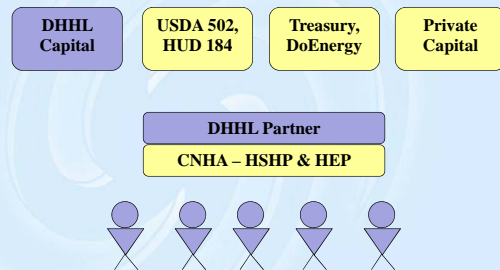 DHHL
Capital
USDA 502,
HUD 184
Treasury,
DoEnergy
Private
Capital
DHHL Partner
CNHA – HSHP & HEP